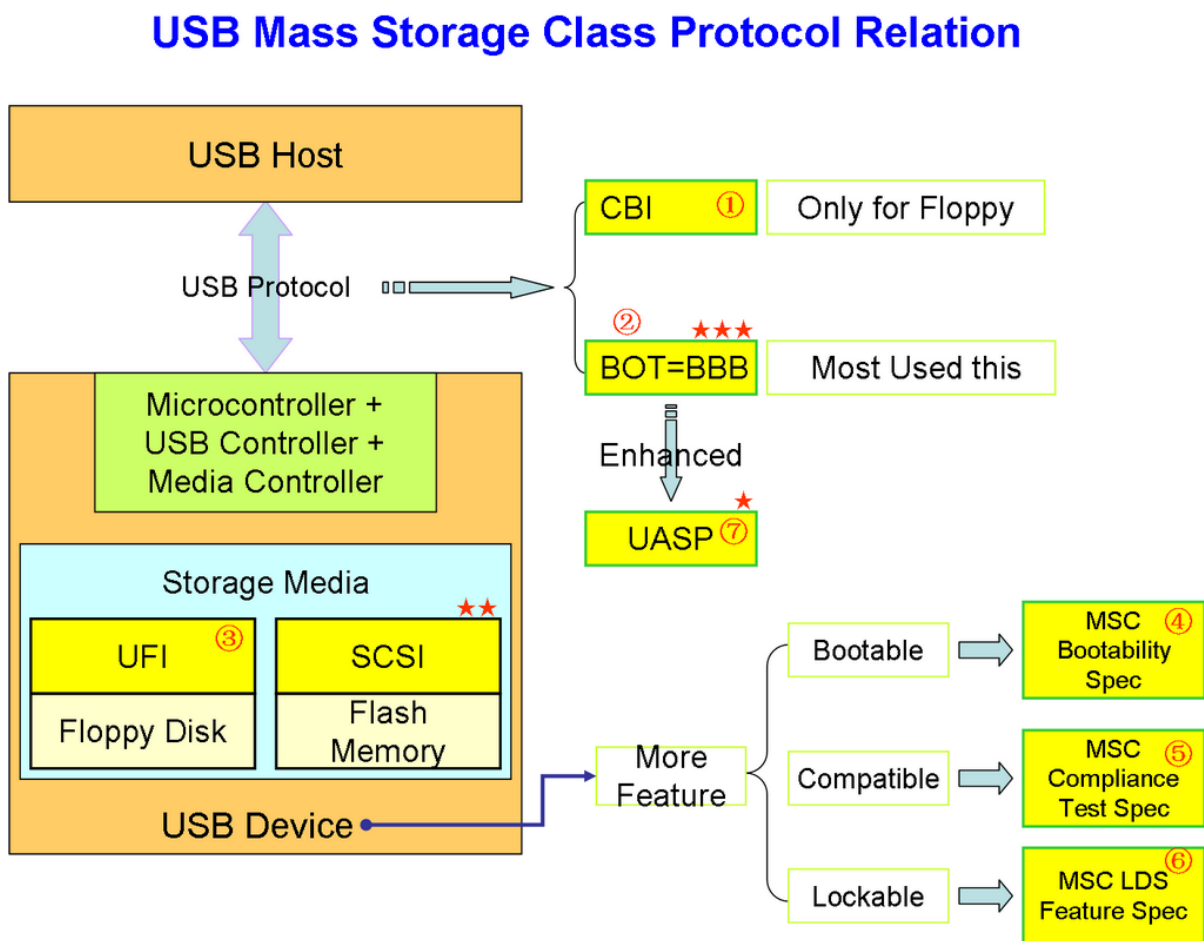 USB Mass Storage Class Protocol Relation
USB Host
CBI ①
Only for Floppy
USB Protocol
② ★★★
BOT=BBB
Most Used this
Microcontroller +
USB Controller +
Media Controller
Enhanced
★
UASP ⑦
Storage Media
★★
UFI ③
SCSI
Floppy Disk
Flash
Memory
USB Device
More
Feature
Bootable
MSC ④
Bootability
Spec
Compatible
MSC ⑤
Compliance
Test Spec
Lockable
⑥
MSC LDS
Feature Spec